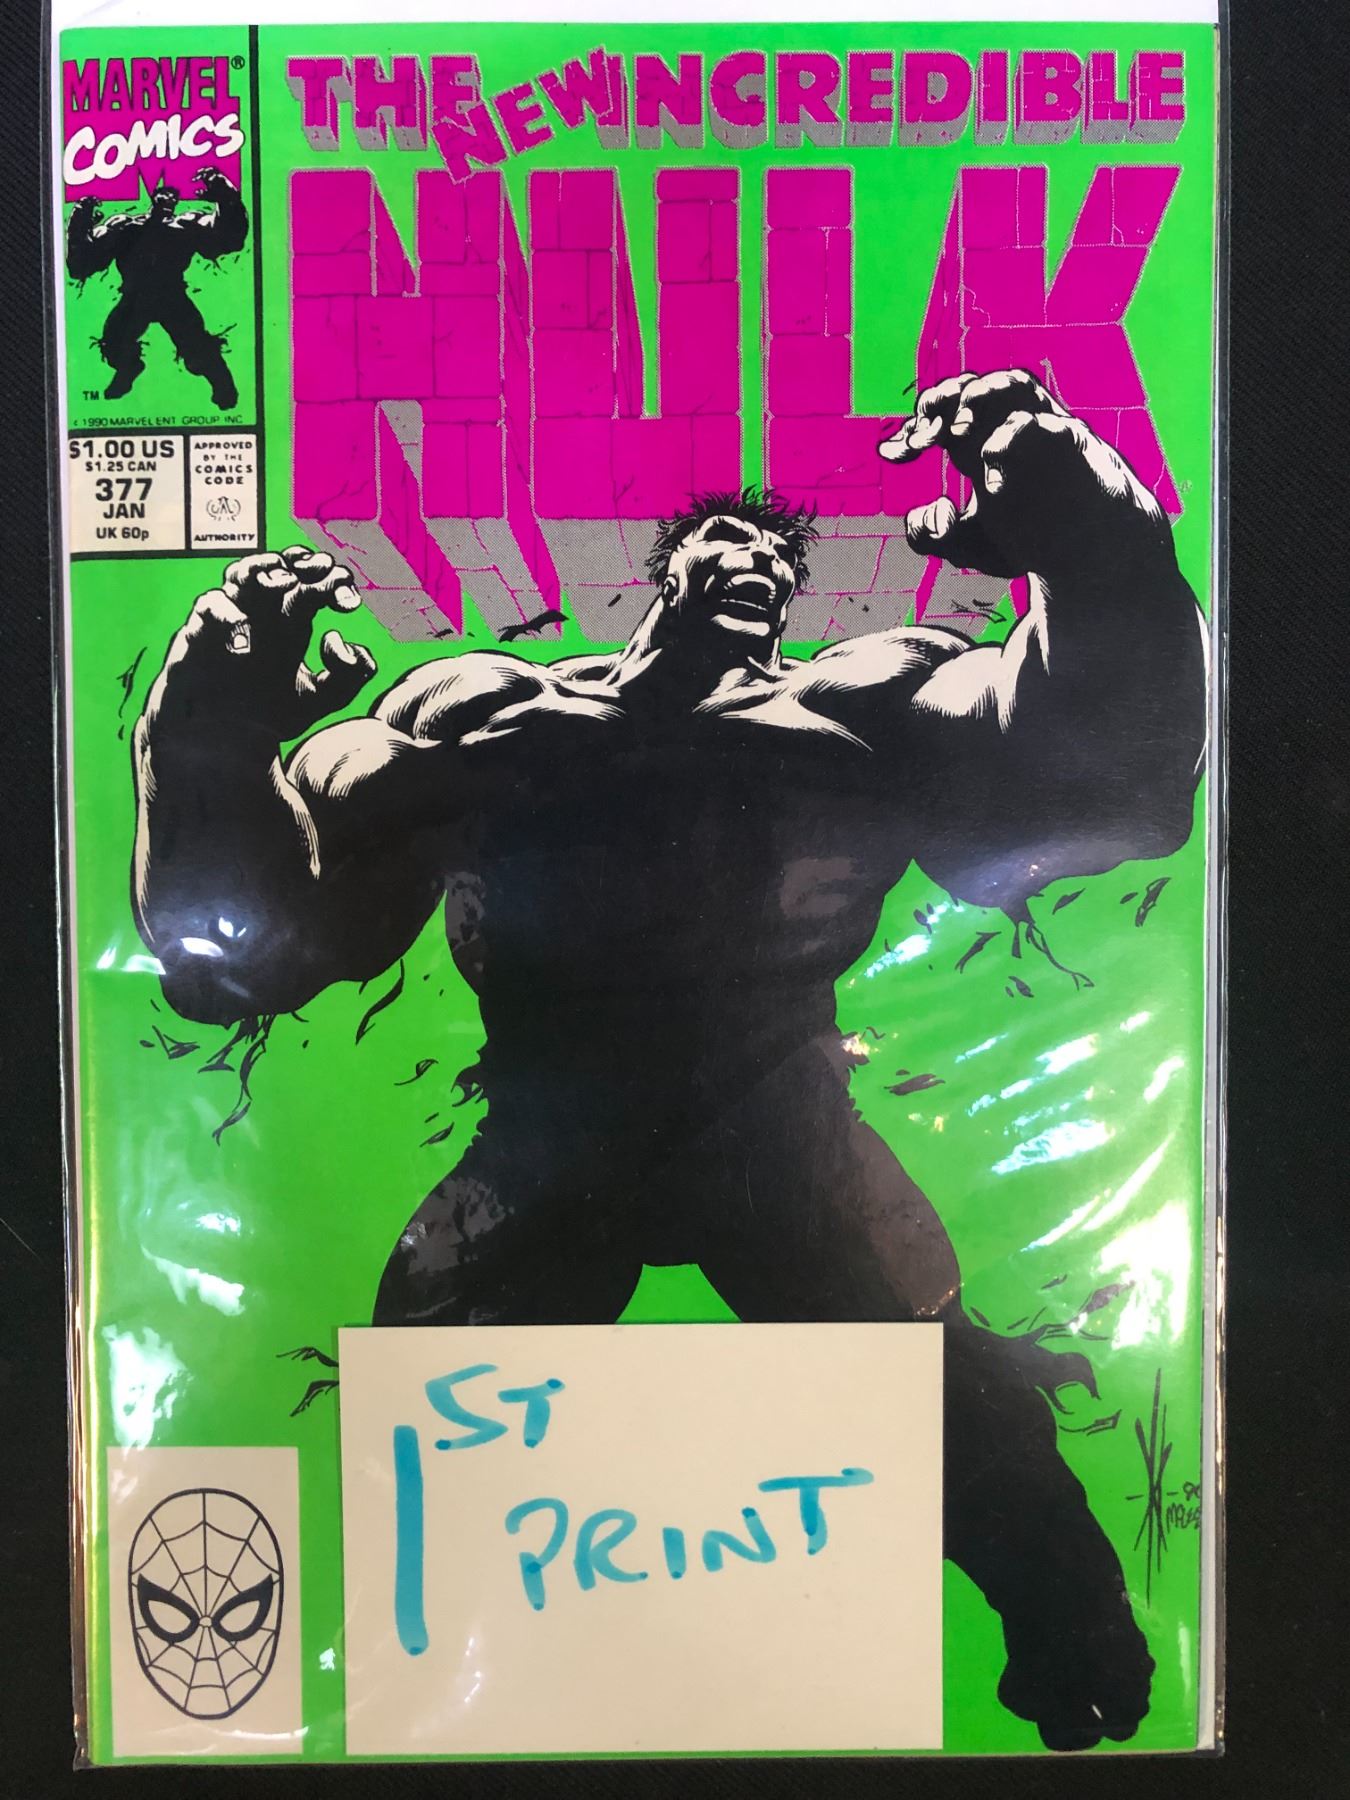 MARVEL®
COMICS
TM
© 1990 MARVEL ENT. GROUP INC.
$1.00 US
$1.25 CAN
377
JAN
UK 60p
APPROVED
BY THE
COMICS
CODE
AUTHORITY
THE NEW INCREDIBLE
HULK
1ST
PRINT